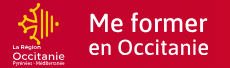 La Région
Occitanie
Pyrénées - Méditerranée
Me former
en Occitanie